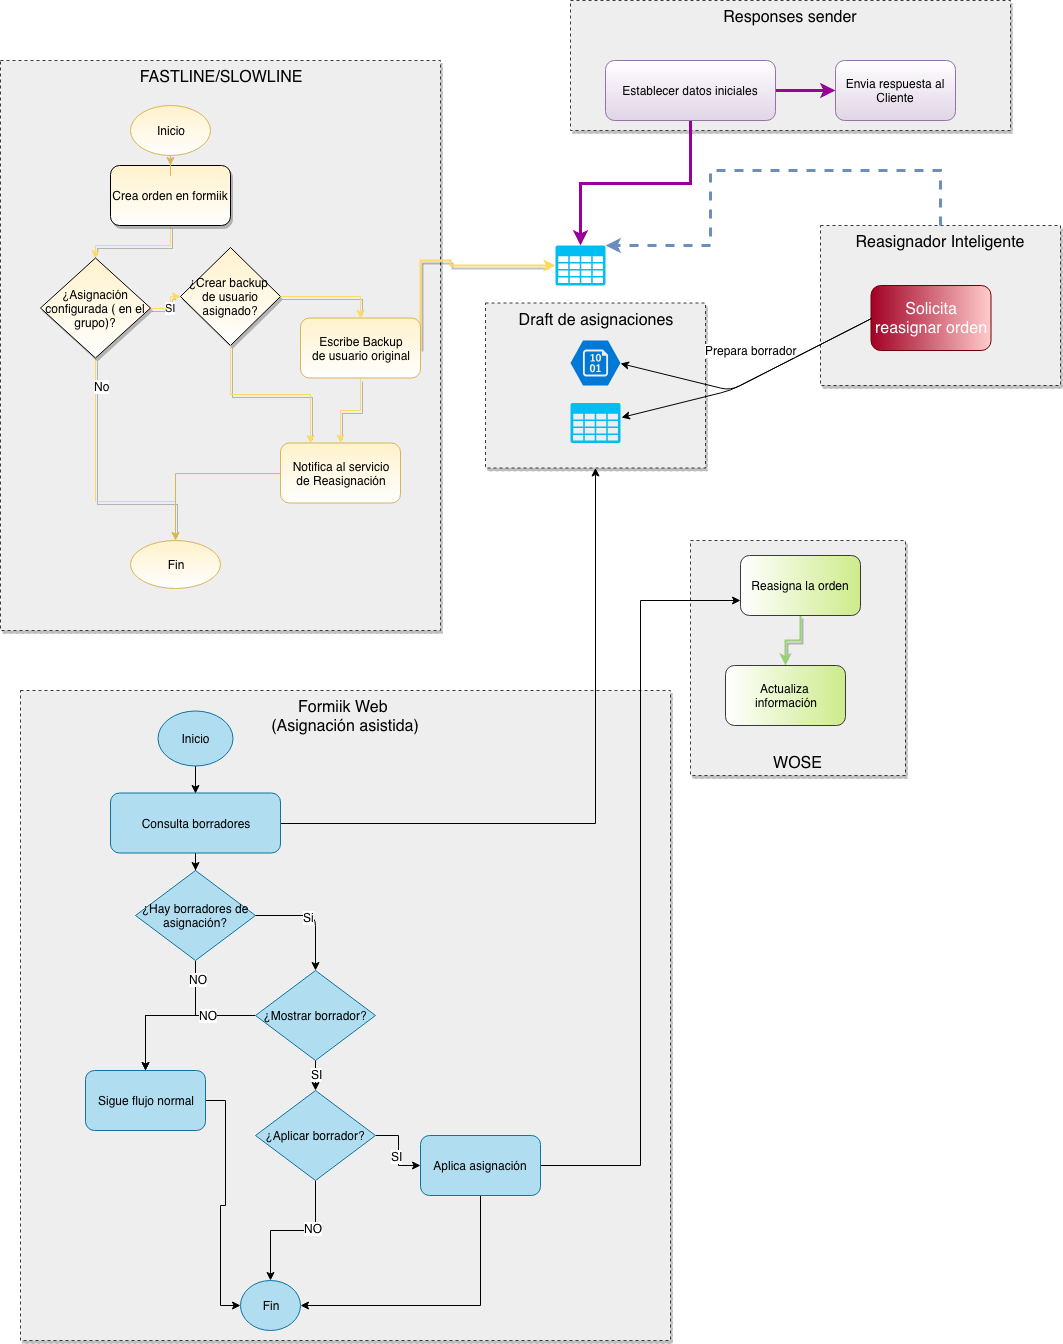 Responses sender
Establecer datos iniciales
Envia respuesta al
Cliente
FASTLINE/SLOWLINE
Inicio
Crea orden en formiik
¿Asignación
configurada ( en el
grupo)?
SI
¿Crear backup
de usuario
asignado?
Escribe Backup
de usuario original
No
Notifica al servicio
de Reasignación
Fin
Reasignador Inteligente
Solicita
reasignar orden
Prepara borrador
Draft de asignaciones
10
01
Reasigna la orden
Actualiza
información
WOSE
Formiik Web
(Asignación asistida)
Inicio
Consulta borradores
¿Hay borradores de
asignación?
Si
NO
¿Mostrar borrador?
NO
SI
Sigue flujo normal
¿Aplicar borrador?
SI
Aplica asignación
NO
Fin